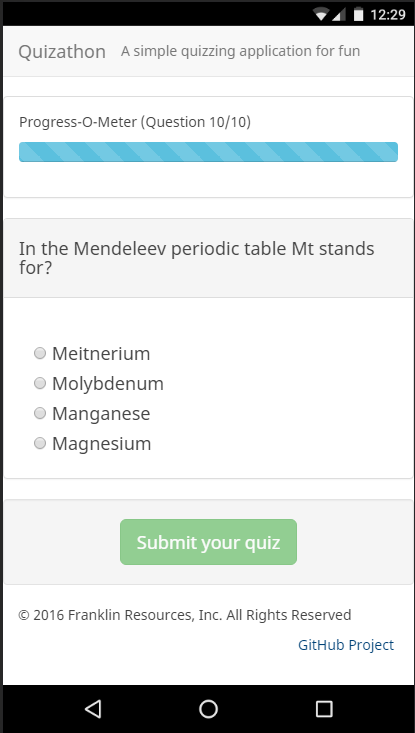 12:29
Quizathon A simple quizzing application for fun
Progress-O-Meter (Question 10/10)
In the Mendeleev periodic table Mt stands
for?
Meitnerium
Molybdenum
Manganese
Magnesium
Submit your quiz
© 2016 Franklin Resources, Inc. All Rights Reserved
GitHub Project